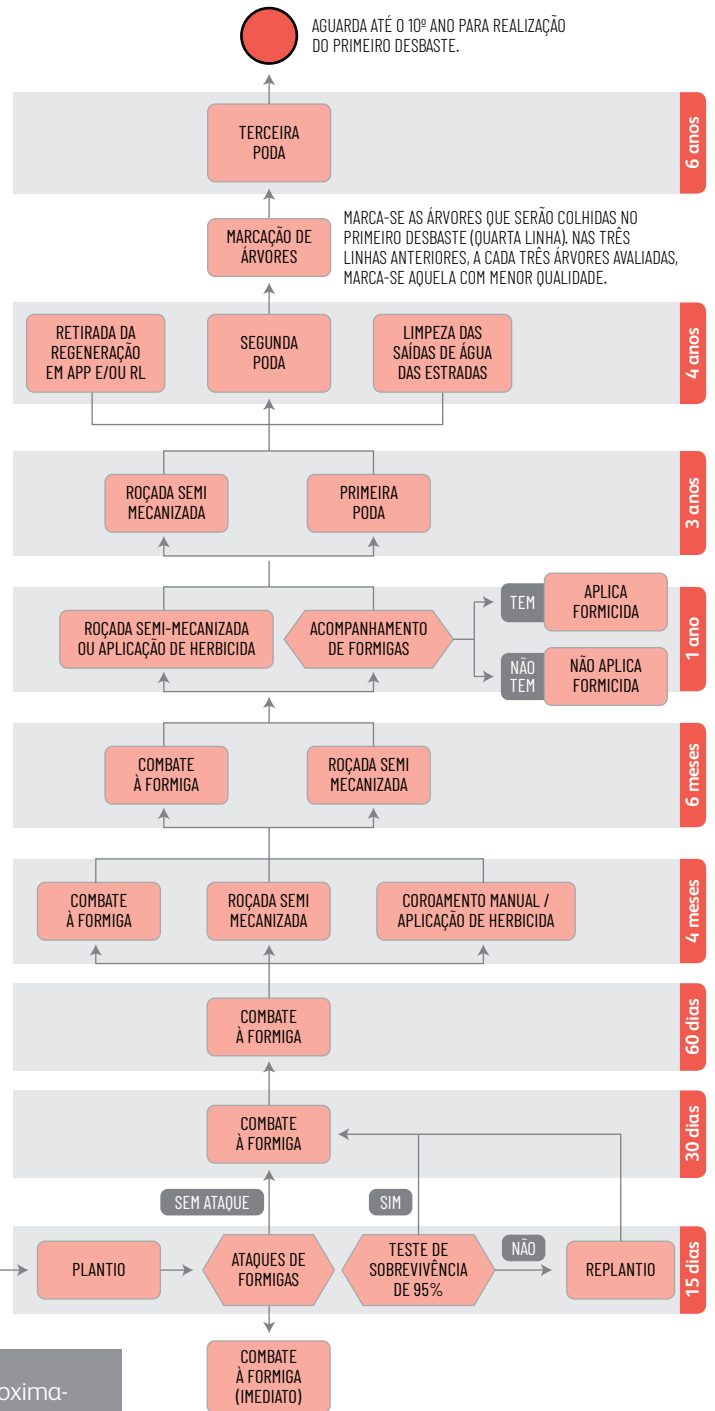 AGUARDA ATÉ O 10º ANO PARA REALIZAÇÃO
DO PRIMEIRO DESBASTE.
TERCEIRA
PODA
6 anos
MARCAÇÃO DE
ÁRVORES
MARCA-SE AS ÁRVORES QUE SERÃO COLHIDAS NO
PRIMEIRO DESBASTE (QUARTA LINHA). NAS TRÊS
LINHAS ANTERIORES, A CADA TRÊS ÁRVORES AVALIADAS,
MARCA-SE AQUELA COM MENOR QUALIDADE.
RETIRADA DA
REGENERAÇÃO
EM APP E/OU RL
SEGUNDA
PODA
LIMPEZA DAS
SAÍDAS DE ÁGUA
DAS ESTRADAS
4 anos
ROÇADA SEMI
MECANIZADA
PRIMEIRA
PODA
3 anos
ROÇADA SEMI-MECANIZADA
OU APLICAÇÃO DE HERBICIDA
ACOMPANHAMENTO
DE FORMIGAS
TEM
APLICA
FORMICIDA
NÃO
TEM
NÃO APLICA
FORMICIDA
1 ano
COMBATE
À FORMIGA
ROÇADA SEMI
MECANIZADA
6 meses
COMBATE
À FORMIGA
ROÇADA SEMI
MECANIZADA
COROAMENTO MANUAL /
APLICAÇÃO DE HERBICIDA
4 meses
COMBATE
À FORMIGA
60 dias
COMBATE
À FORMIGA
30 dias
SEM ATAQUE
SIM
PLANTIO
ATAQUES DE
FORMIGAS
TESTE DE
SOBREVIVÊNCIA
DE 95%
NÃO
REPLANTIO
15 dias
COMBATE
À FORMIGA
(IMEDIATO)
oxima-